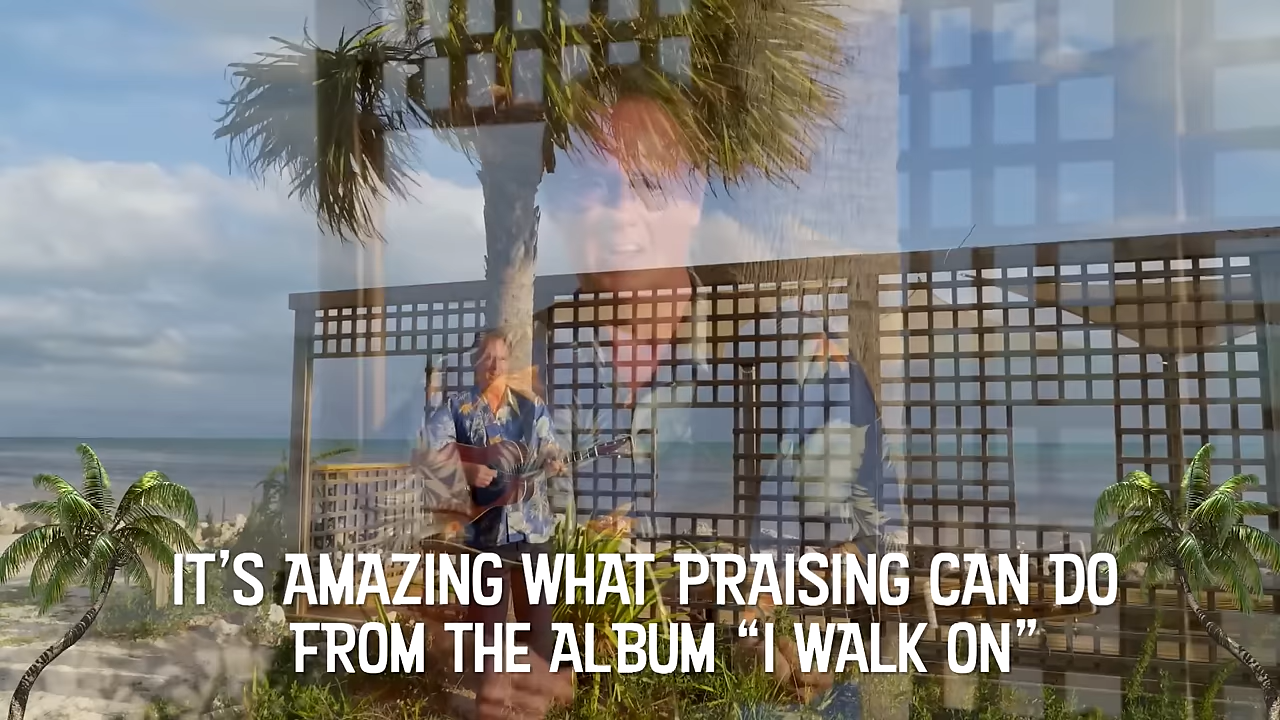 IT'S AMAZING WHAT PRAISING CAN DO
FROM THE ALBUM “I WALK ON”